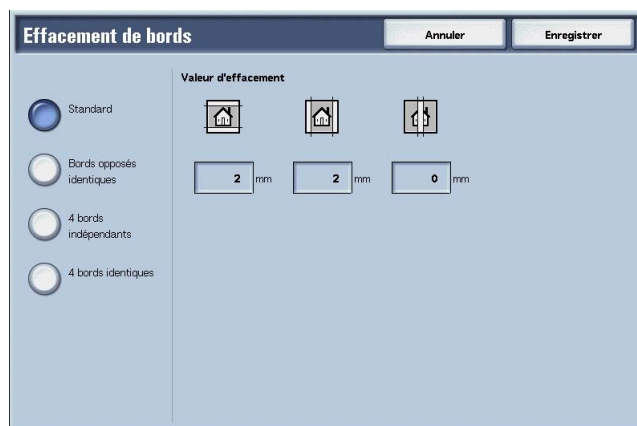 Effacement de bords
Annuler
Enregistrer
Valeur d'effacement
Standard
Bords opposés
identiques
4 bords
indépendants
4 bords identiques
2 mm
2 mm
0 mm